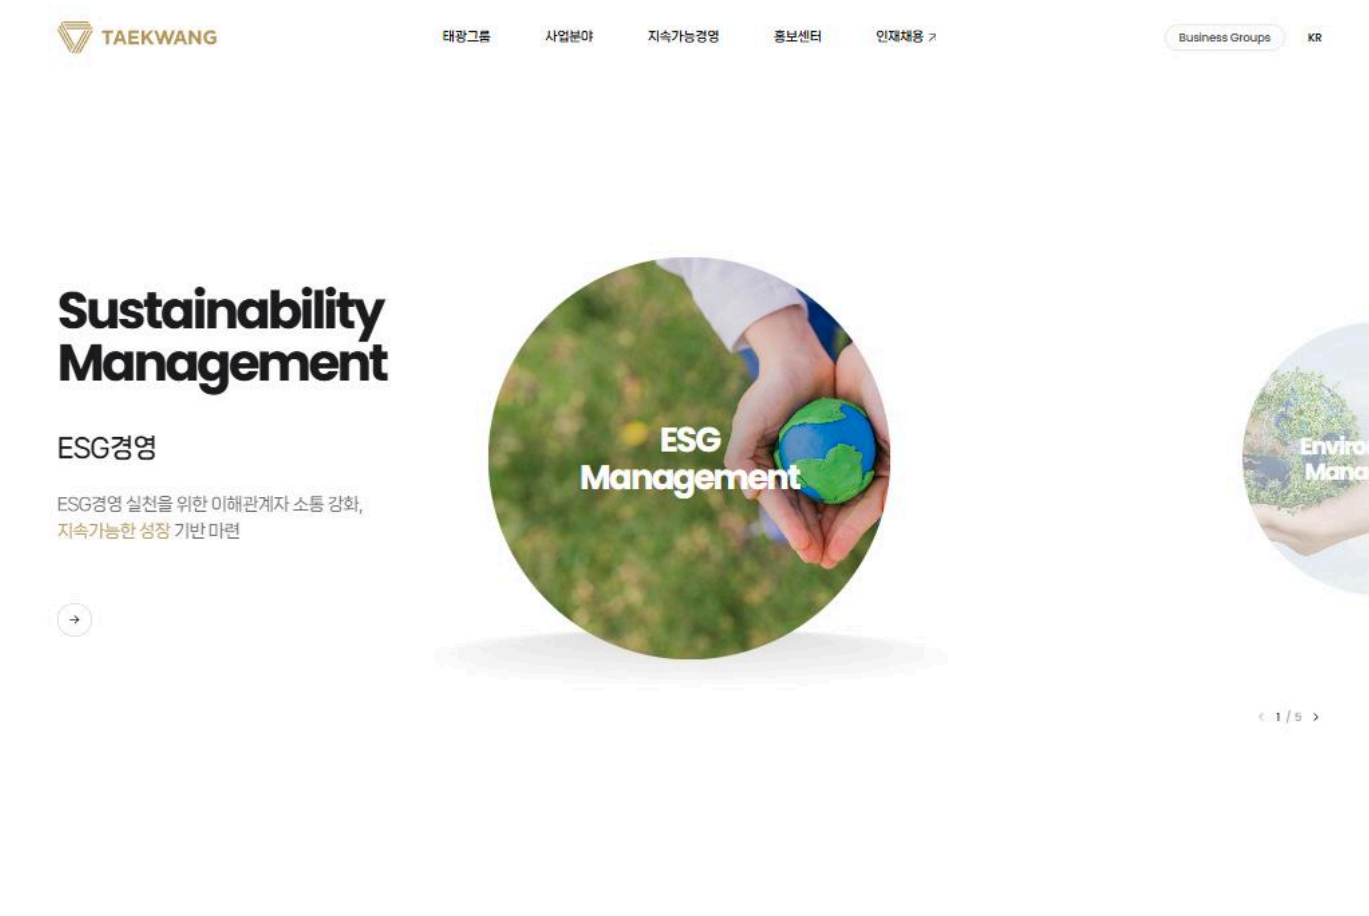 TAEKWANG
태광그룹
사업분야
지속가능경영
홍보센터
인재채용
Business Groups
KR
Sustainability
Management
ESG경영
ESG경영 실천을 위한 이해관계자 소통 강화,
지속가능한 성장 기반 마련
ESG
Management
1 / 5